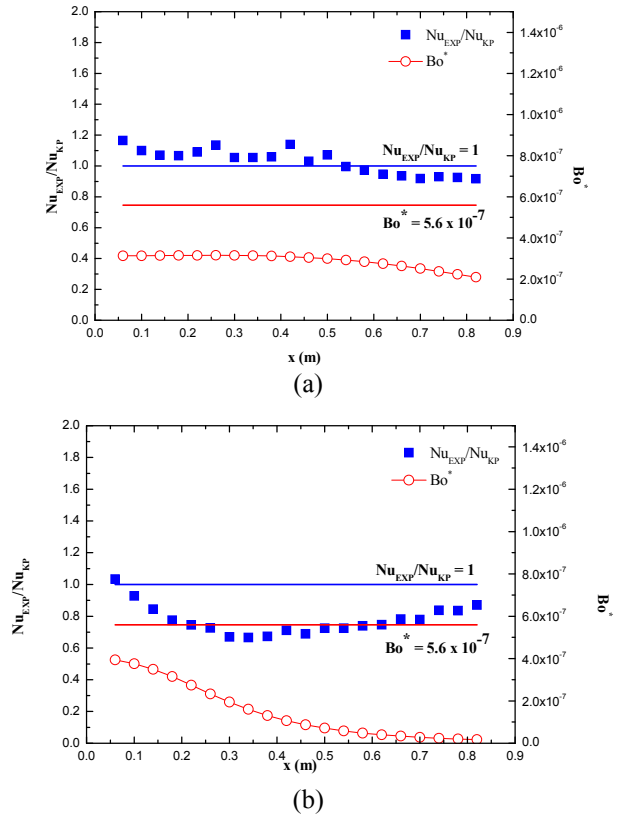 2.0
1.8
1.6
1.4
1.2
1.0
0.8
0.6
0.4
0.2
0.0
Nu_EXP/Nu_KP
Nu_EXP/Nu_KP
Bo*
Nu_EXP/Nu_KP = 1
Bo* = 5.6 x 10^-7
1.4x10^-6
1.2x10^-6
1.0x10^-6
8.0x10^-7
6.0x10^-7
4.0x10^-7
2.0x10^-7
0.0
Bo*
0.0 0.1 0.2 0.3 0.4 0.5 0.6 0.7 0.8 0.9
x (m)
(a)
2.0
1.8
1.6
1.4
1.2
1.0
0.8
0.6
0.4
0.2
0.0
Nu_EXP/Nu_KP
Nu_EXP/Nu_KP
Bo*
Nu_EXP/Nu_KP = 1
Bo* = 5.6 x 10^-7
1.4x10^-6
1.2x10^-6
1.0x10^-6
8.0x10^-7
6.0x10^-7
4.0x10^-7
2.0x10^-7
0.0
Bo*
0.0 0.1 0.2 0.3 0.4 0.5 0.6 0.7 0.8 0.9
x (m)
(b)